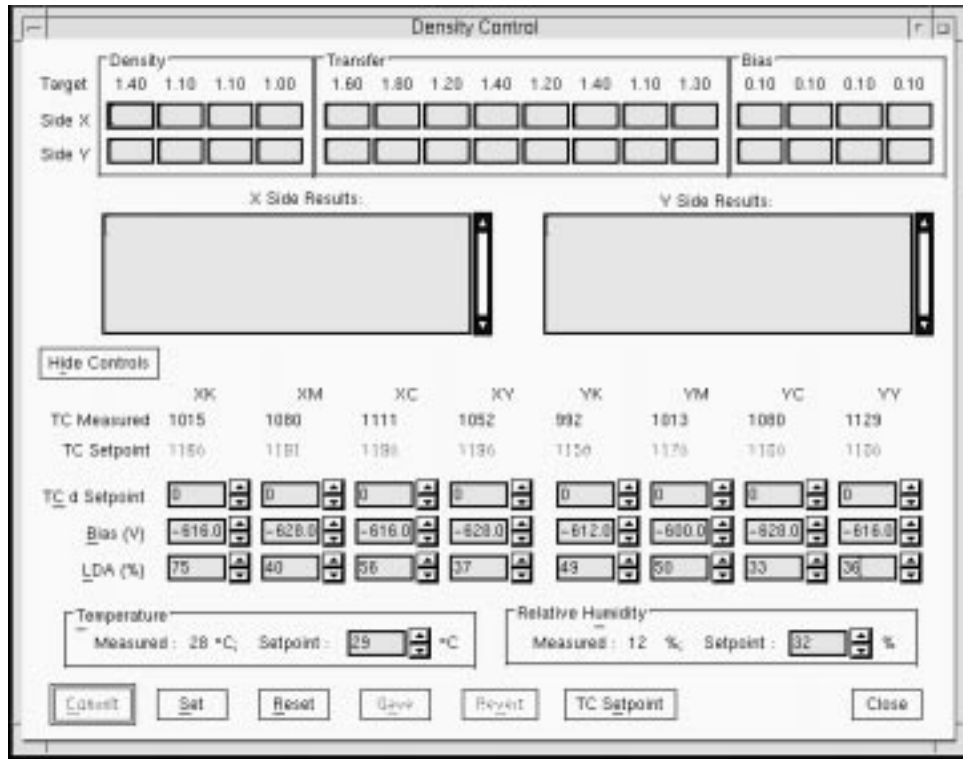 Density Control
Density Transfer Bias
Target 1.40 1.10 1.10 1.00 1.60 1.80 1.20 1.40 1.20 1.40 1.10 1.30 0.10 0.10 0.10 0.10
Side X
Side Y
X Side Results: Y Side Results:
Hide Controls
XK XM XC XY YK YM YC YY
TC Measured 1015 1080 1111 1052 992 1013 1080 1129
TC Setpoint
TC d Setpoint 0 0 0 0 0 0 0 0
Bias (V) -616.0 -628.0 -616.0 -628.0 -612.0 -600.0 -628.0 -616.0
LDA (%) 75 40 56 37 49 50 33 36
Temperature Relative Humidity
Measured : 28 °C; Setpoint : 29 °C Measured : 12 %; Setpoint : 32 %
Commit Set Reset Save Revert TC Setpoint Close